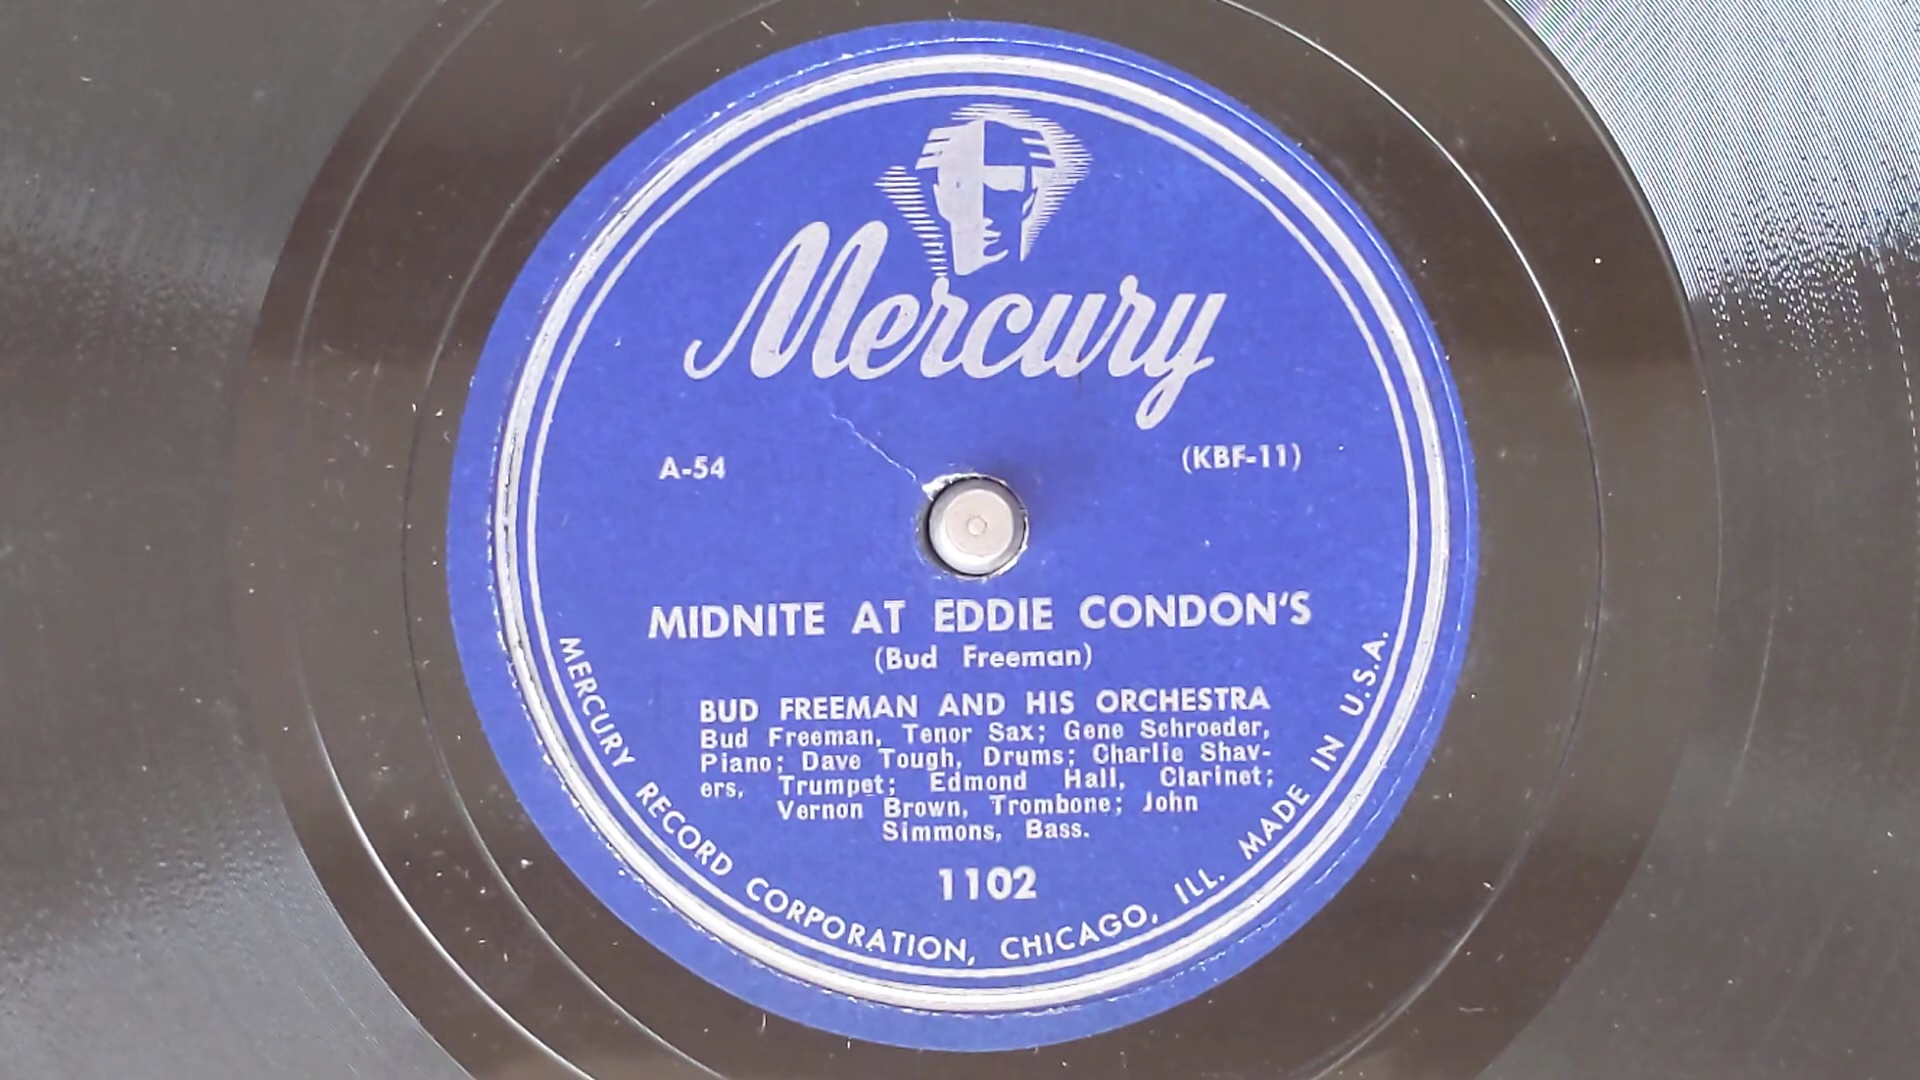 Mercury
A-54
(KBF-11)
MIDNITE AT EDDIE CONDON'S
(Bud Freeman)
BUD FREEMAN AND HIS ORCHESTRA
Bud Freeman, Tenor Sax; Gene Schroeder,
Piano; Dave Tough, Drums; Charlie Shav-
ers, Trumpet; Edmond Hall, Clarinet;
Vernon Brown, Trombone; John
Simmons, Bass.
1102
MERCURY RECORD CORPORATION, CHICAGO, ILL. MADE IN U.S.A.